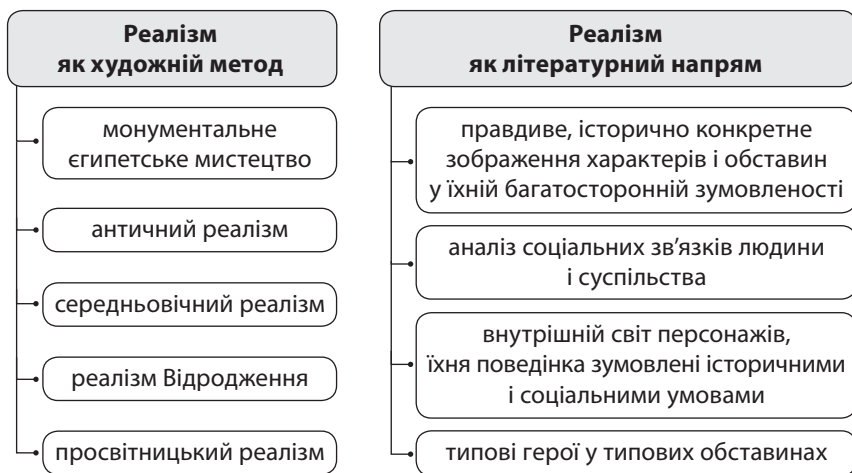 Реалізм
як художній метод
монументальне
єгипетське мистецтво
античний реалізм
середньовічний реалізм
реалізм Відродження
просвітницький реалізм
Реалізм
як літературний напрям
правдиве, історично конкретне
зображення характерів і обставин
у їхній багатосторонній зумовленості
аналіз соціальних зв'язків людини
і суспільства
внутрішній світ персонажів,
їхня поведінка зумовлені історичними
і соціальними умовами
типові герої у типових обставинах